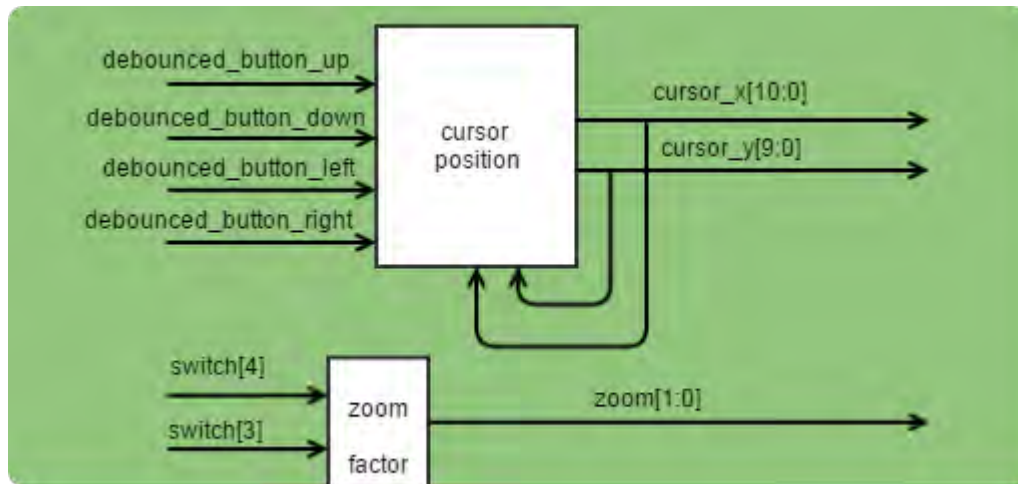 debounced_button_up
debounced_button_down
debounced_button_left
debounced_button_right
cursor
position
cursor_x[10:0]
cursor_y[9:0]
switch[4]
switch[3]
zoom
factor
zoom[1:0]